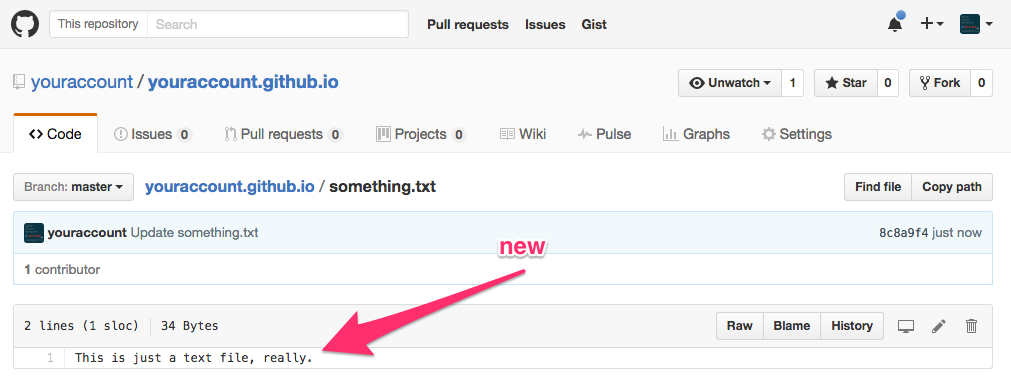 This repository Search Pull requests Issues Gist
youraccount / youraccount.github.io Unwatch 1 Star 0 Fork 0
Code Issues 0 Pull requests 0 Projects 0 Wiki Pulse Graphs Settings
Branch: master youraccount.github.io / something.txt Find file Copy path
youraccount Update something.txt 8c8a9f4 just now
new
1 contributor
2 lines (1 sloc) 34 Bytes Raw Blame History
1 This is just a text file, really.